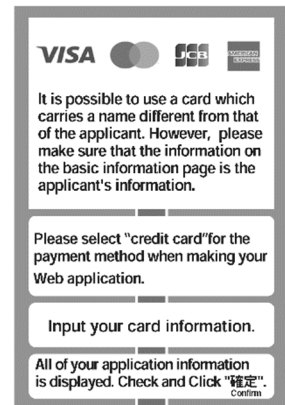 VISA JCB AMERICAN EXPRESS
It is possible to use a card which
carries a name different from that
of the applicant. However, please
make sure that the information on
the basic information page is the
applicant's information.
Please select "credit card"for the
payment method when making your
Web application.
Input your card information.
All of your application information
is displayed. Check and Click "確定".
Confirm